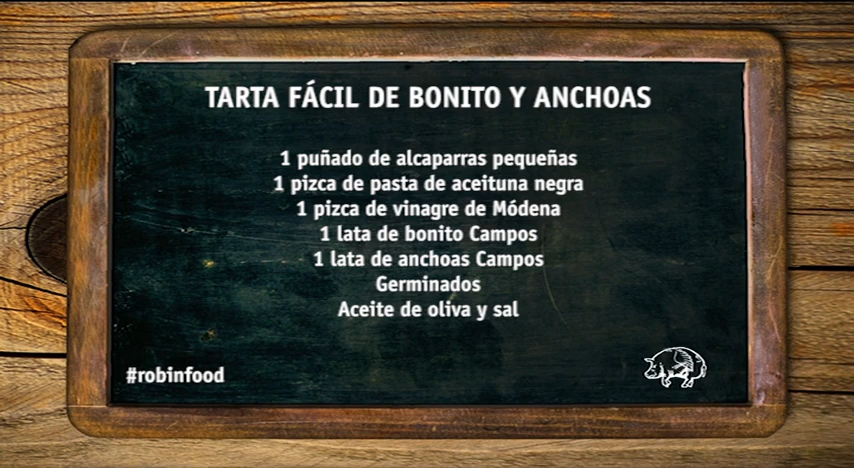 TARTA FÁCIL DE BONITO Y ANCHOAS
1 puñado de alcaparras pequeñas
1 pizca de pasta de aceituna negra
1 pizca de vinagre de Módena
1 lata de bonito Campos
1 lata de anchoas Campos
Germinados
Aceite de oliva y sal
#robinfood